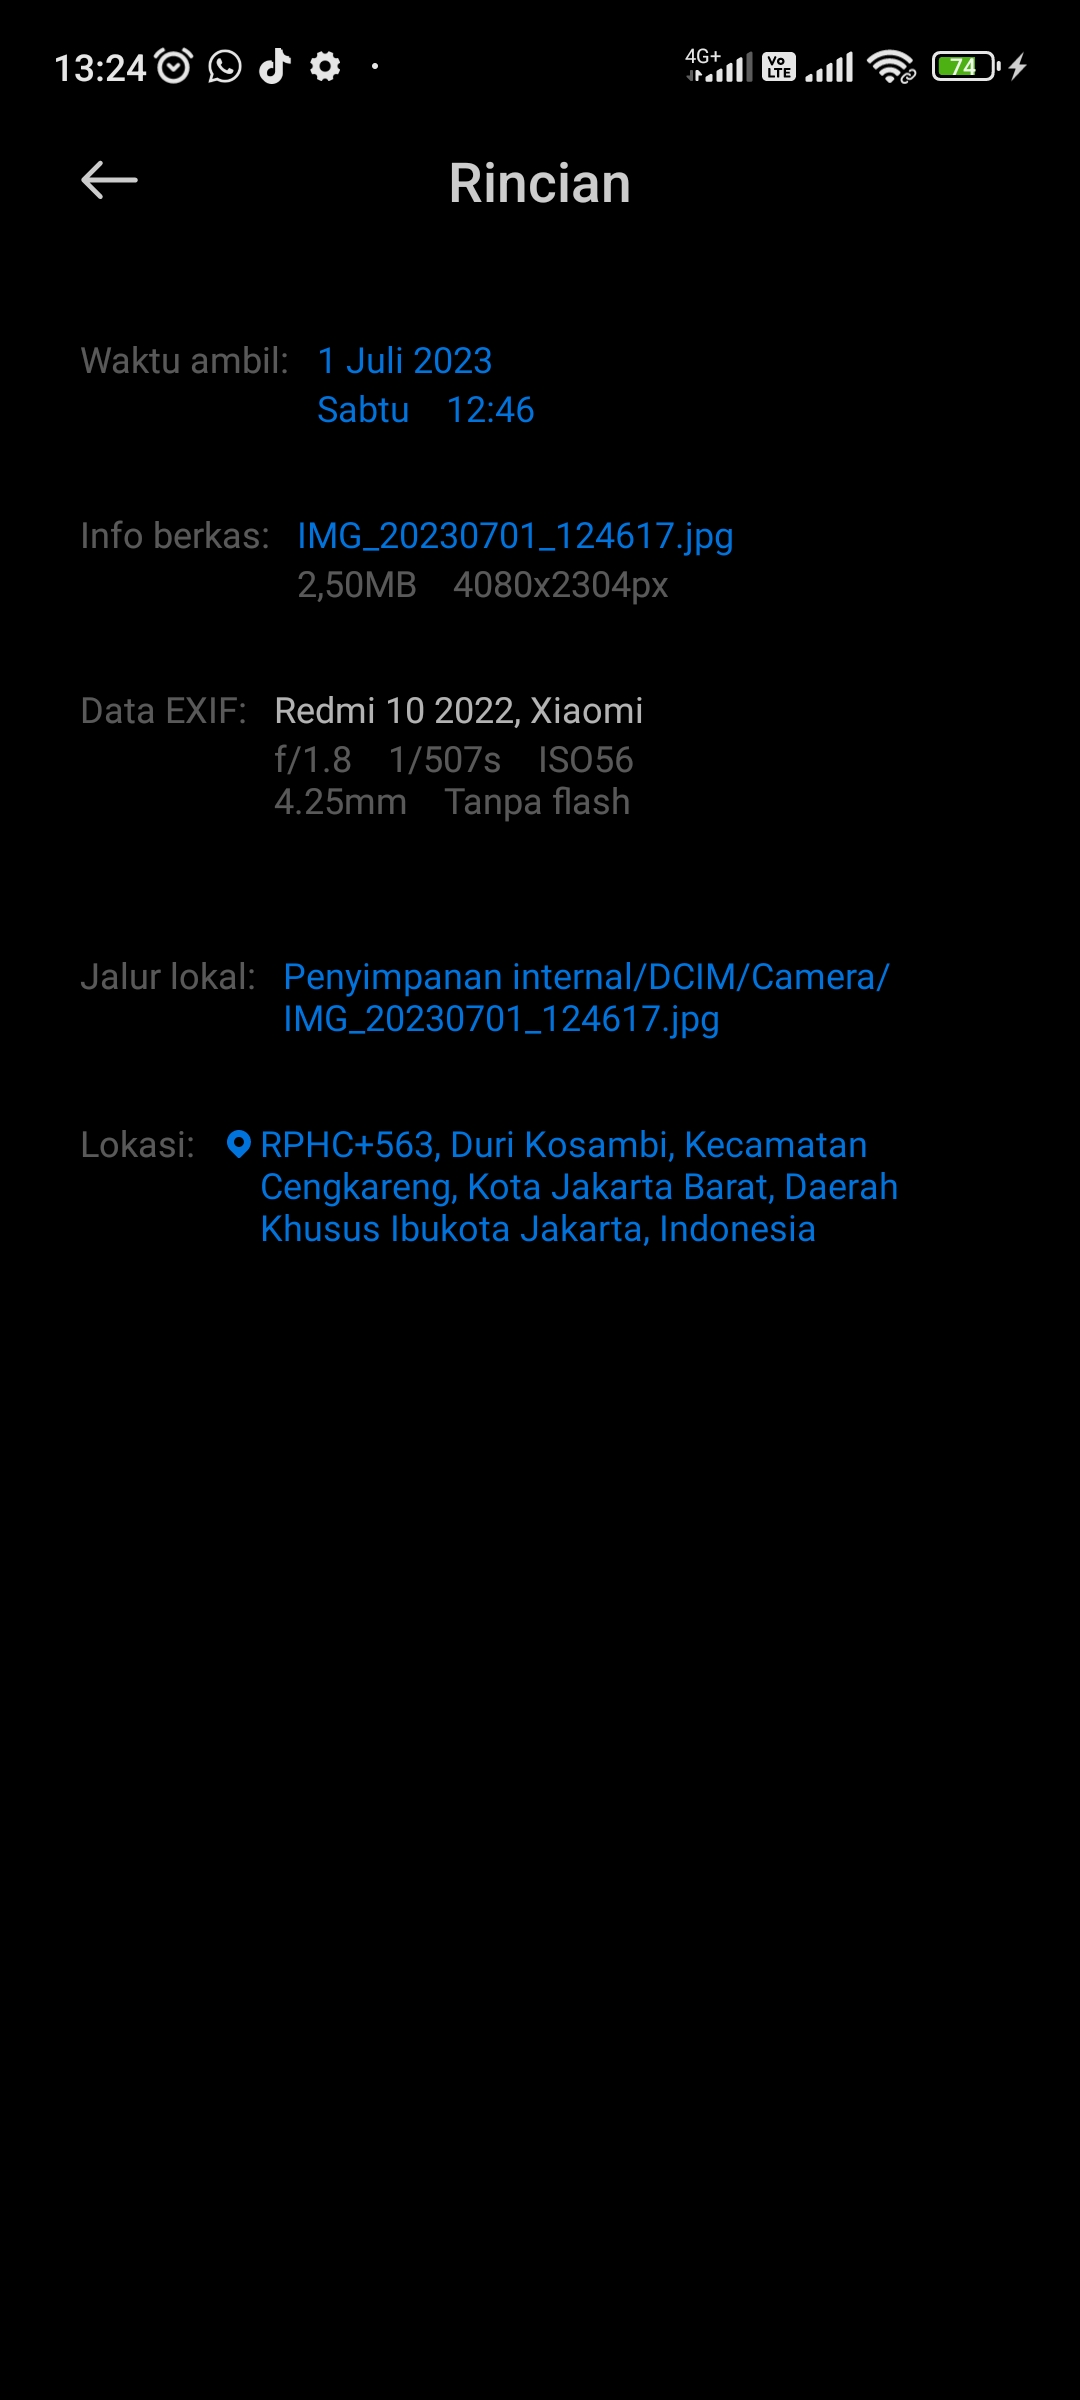 13:24 4G+ Vo LTE 74
Rincian
Waktu ambil: 1 Juli 2023
Sabtu 12:46
Info berkas: IMG_20230701_124617.jpg
2,50MB 4080x2304px
Data EXIF: Redmi 10 2022, Xiaomi
f/1.8 1/507s ISO56
4.25mm Tanpa flash
Jalur lokal: Penyimpanan internal/DCIM/Camera/
IMG_20230701_124617.jpg
Lokasi: RPHC+563, Duri Kosambi, Kecamatan
Cengkareng, Kota Jakarta Barat, Daerah
Khusus Ibukota Jakarta, Indonesia